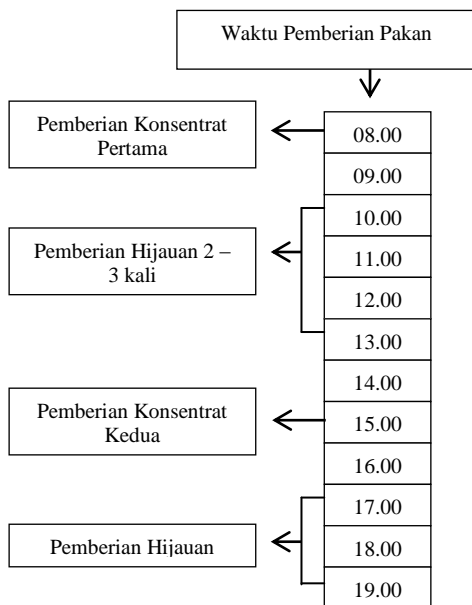 Waktu Pemberian Pakan
Pemberian Konsentrat
Pertama
08.00
09.00
10.00
Pemberian Hijauan 2 –
3 kali
11.00
12.00
13.00
14.00
Pemberian Konsentrat
Kedua
15.00
16.00
17.00
Pemberian Hijauan
18.00
19.00